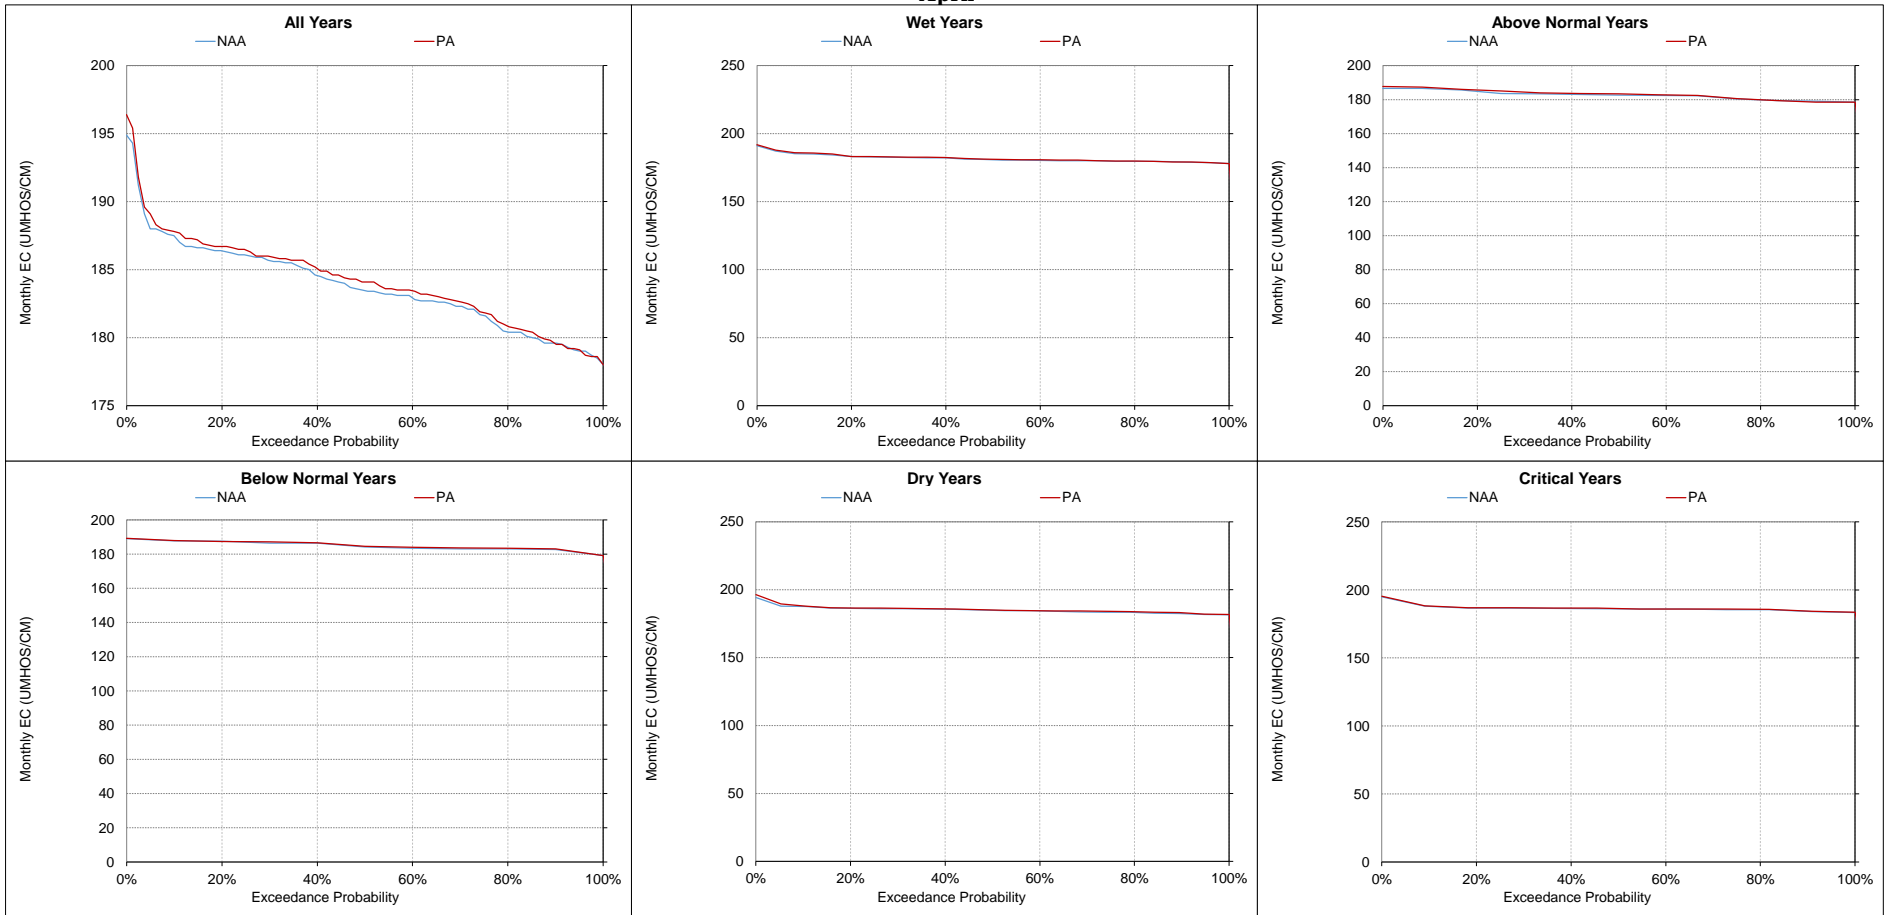 All Years
NAA PA
200
195
190
185
180
175
Monthly EC (UMHOS/CM)
0% 20% 40% 60% 80% 100%
Exceedance Probability
Wet Years
NAA PA
250
200
150
100
50
0
Monthly EC (UMHOS/CM)
0% 20% 40% 60% 80% 100%
Exceedance Probability
Above Normal Years
NAA PA
200
180
160
140
120
100
80
60
40
20
0
Monthly EC (UMHOS/CM)
0% 20% 40% 60% 80% 100%
Exceedance Probability
Below Normal Years
NAA PA
200
180
160
140
120
100
80
60
40
20
0
Monthly EC (UMHOS/CM)
0% 20% 40% 60% 80% 100%
Exceedance Probability
Dry Years
NAA PA
250
200
150
100
50
0
Monthly EC (UMHOS/CM)
0% 20% 40% 60% 80% 100%
Exceedance Probability
Critical Years
NAA PA
250
200
150
100
50
0
Monthly EC (UMHOS/CM)
0% 20% 40% 60% 80% 100%
Exceedance Probability